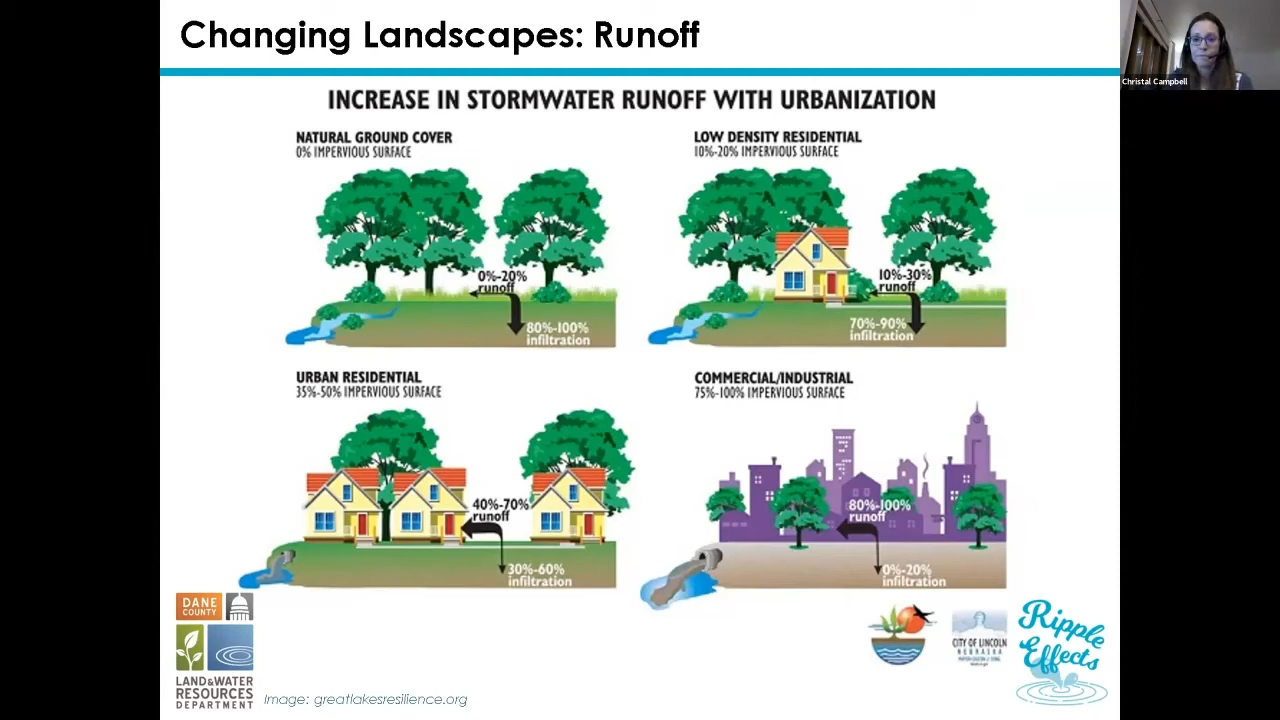 Changing Landscapes: Runoff
Christal Campbell
INCREASE IN STORMWATER RUNOFF WITH URBANIZATION
NATURAL GROUND COVER
0% IMPERVIOUS SURFACE
0%-20%
runoff
80%-100%
infiltration
LOW DENSITY RESIDENTIAL
10%-20% IMPERVIOUS SURFACE
10%-30%
runoff
70%-90%
infiltration
URBAN RESIDENTIAL
35%-50% IMPERVIOUS SURFACE
40%-70%
runoff
30%-60%
infiltration
COMMERCIAL/INDUSTRIAL
75%-100% IMPERVIOUS SURFACE
80%-100%
runoff
0%-20%
infiltration
DANE
COUNTY
LAND&WATER
RESOURCES
DEPARTMENT
Image: greatlakesresilience.org
CITY OF LINCOLN
NEBRASKA
Ripple
Effects